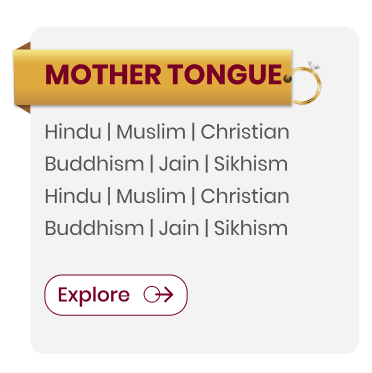 MOTHER TONGUE
Hindu | Muslim | Christian
Buddhism | Jain | Sikhism
Hindu | Muslim | Christian
Buddhism | Jain | Sikhism
Explore